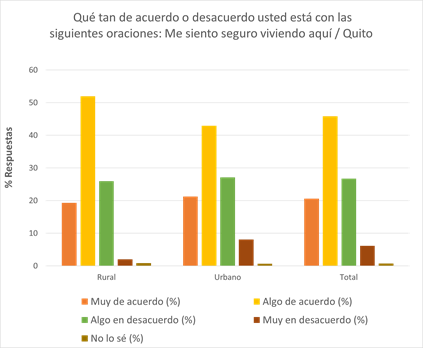 Qué tan de acuerdo o desacuerdo usted está con las
siguientes oraciones: Me siento seguro viviendo aquí / Quito
60
50
40
30
20
10
0
% Respuestas
Rural
Urbano
Total
Muy de acuerdo (%)
Algo de acuerdo (%)
Algo en desacuerdo (%)
Muy en desacuerdo (%)
No lo sé (%)